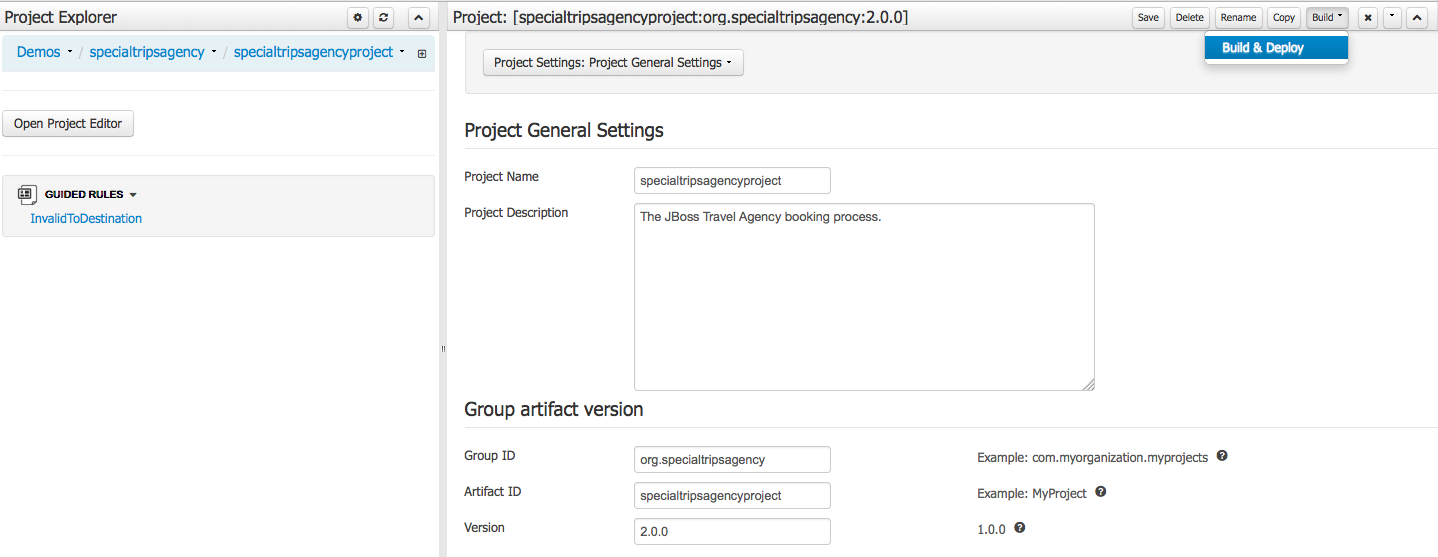 Project Explorer
Demos / specialtripsagency / specialtripsagencyproject
Open Project Editor
GUIDED RULES
InvalidToDestination
Project: [specialtripsagencyproject:org.specialtripsagency:2.0.0]
Save Delete Rename Copy Build
Build & Deploy
Project Settings: Project General Settings
Project General Settings
Project Name specialtripsagencyproject
Project Description The JBoss Travel Agency booking process.
Group artifact version
Group ID org.specialtripsagency Example: com.myorganization.myprojects
Artifact ID specialtripsagencyproject Example: MyProject
Version 2.0.0 1.0.0